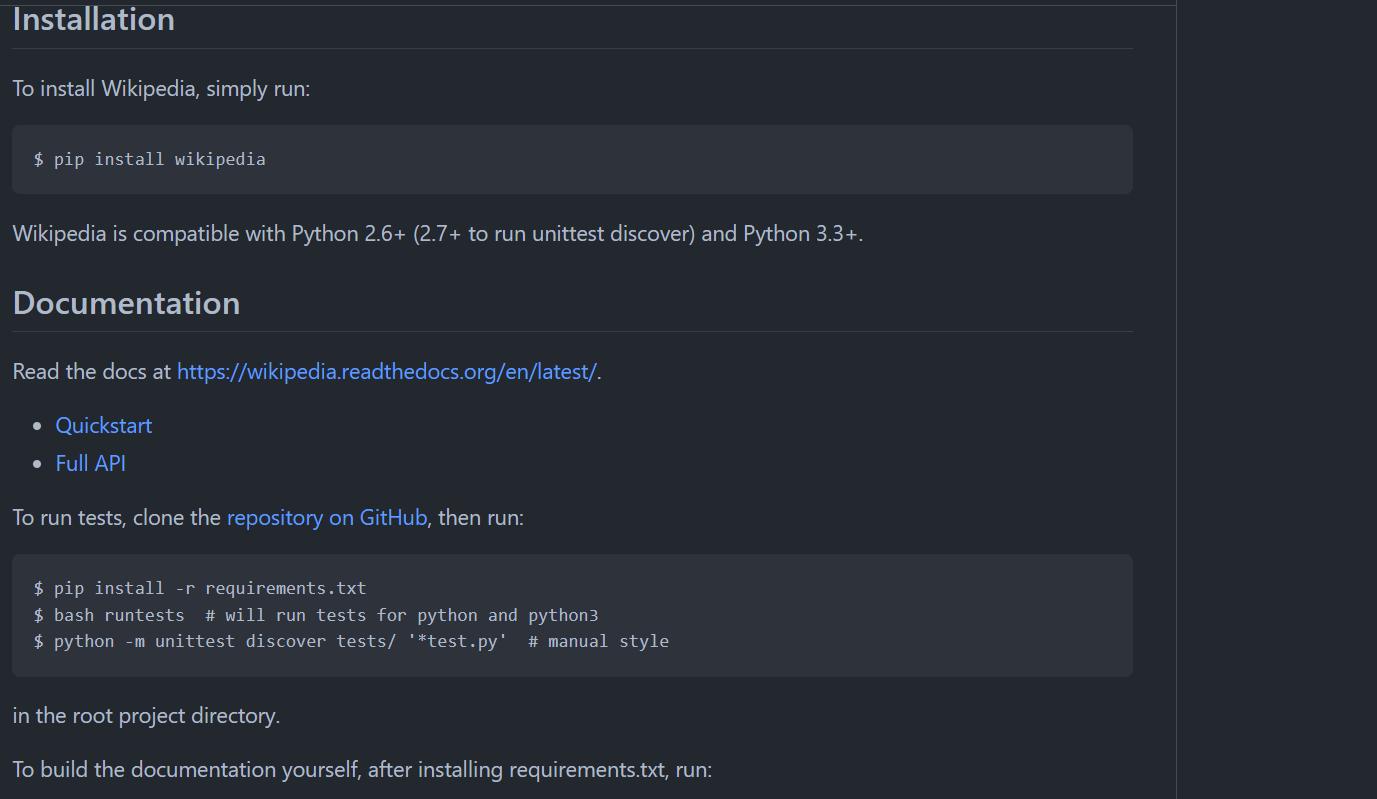 Installation
To install Wikipedia, simply run:
$ pip install wikipedia
Wikipedia is compatible with Python 2.6+ (2.7+ to run unittest discover) and Python 3.3+.
Documentation
Read the docs at https://wikipedia.readthedocs.org/en/latest/.
• Quickstart
• Full API
To run tests, clone the repository on GitHub, then run:
$ pip install -r requirements.txt
$ bash runtests  # will run tests for python and python3
$ python -m unittest discover tests/ '*test.py'  # manual style
in the root project directory.
To build the documentation yourself, after installing requirements.txt, run: